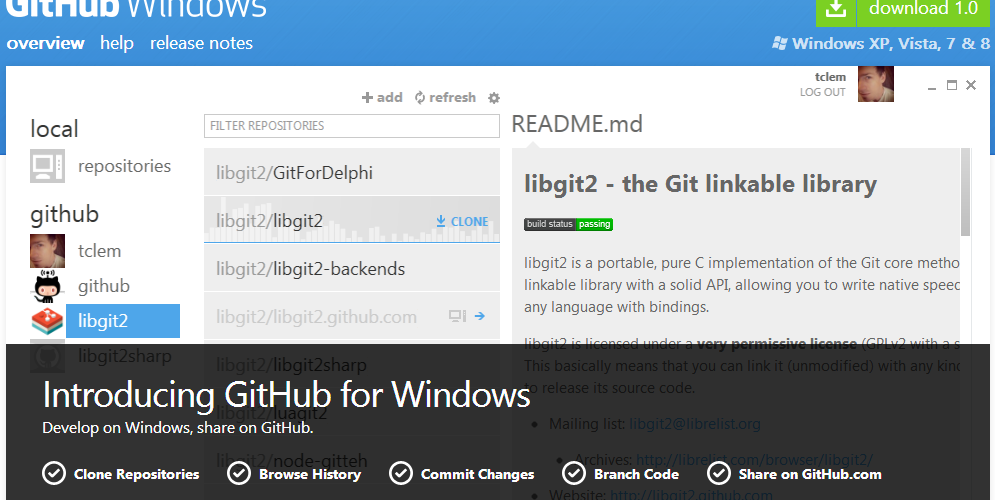 GitHub Windows
download 1.0
overview help release notes
Windows XP, Vista, 7 & 8
tclem
LOG OUT
add refresh
local
repositories
github
tclem
github
libgit2
libgit2sharp
FILTER REPOSITORIES
libgit2/GitForDelphi
libgit2/libgit2 CLONE
libgit2/libgit2-backends
libgit2/libgit2.github.com
libgit2/libgit2sharp
libgit2/luagit2
libgit2/node-gitteh
README.md
libgit2 - the Git linkable library
build status passing
libgit2 is a portable, pure C implementation of the Git core metho
linkable library with a solid API, allowing you to write native speed
any language with bindings.
libgit2 is licensed under a very permissive license (GPLv2 with a s
This basically means that you can link it (unmodified) with any kind
to release its source code.
Mailing list: libgit2@librelist.org
Archives: http://librelist.com/browser/libgit2/
Website: http://libgit2.github.com
Introducing GitHub for Windows
Develop on Windows, share on GitHub.
Clone Repositories Browse History Commit Changes Branch Code Share on GitHub.com